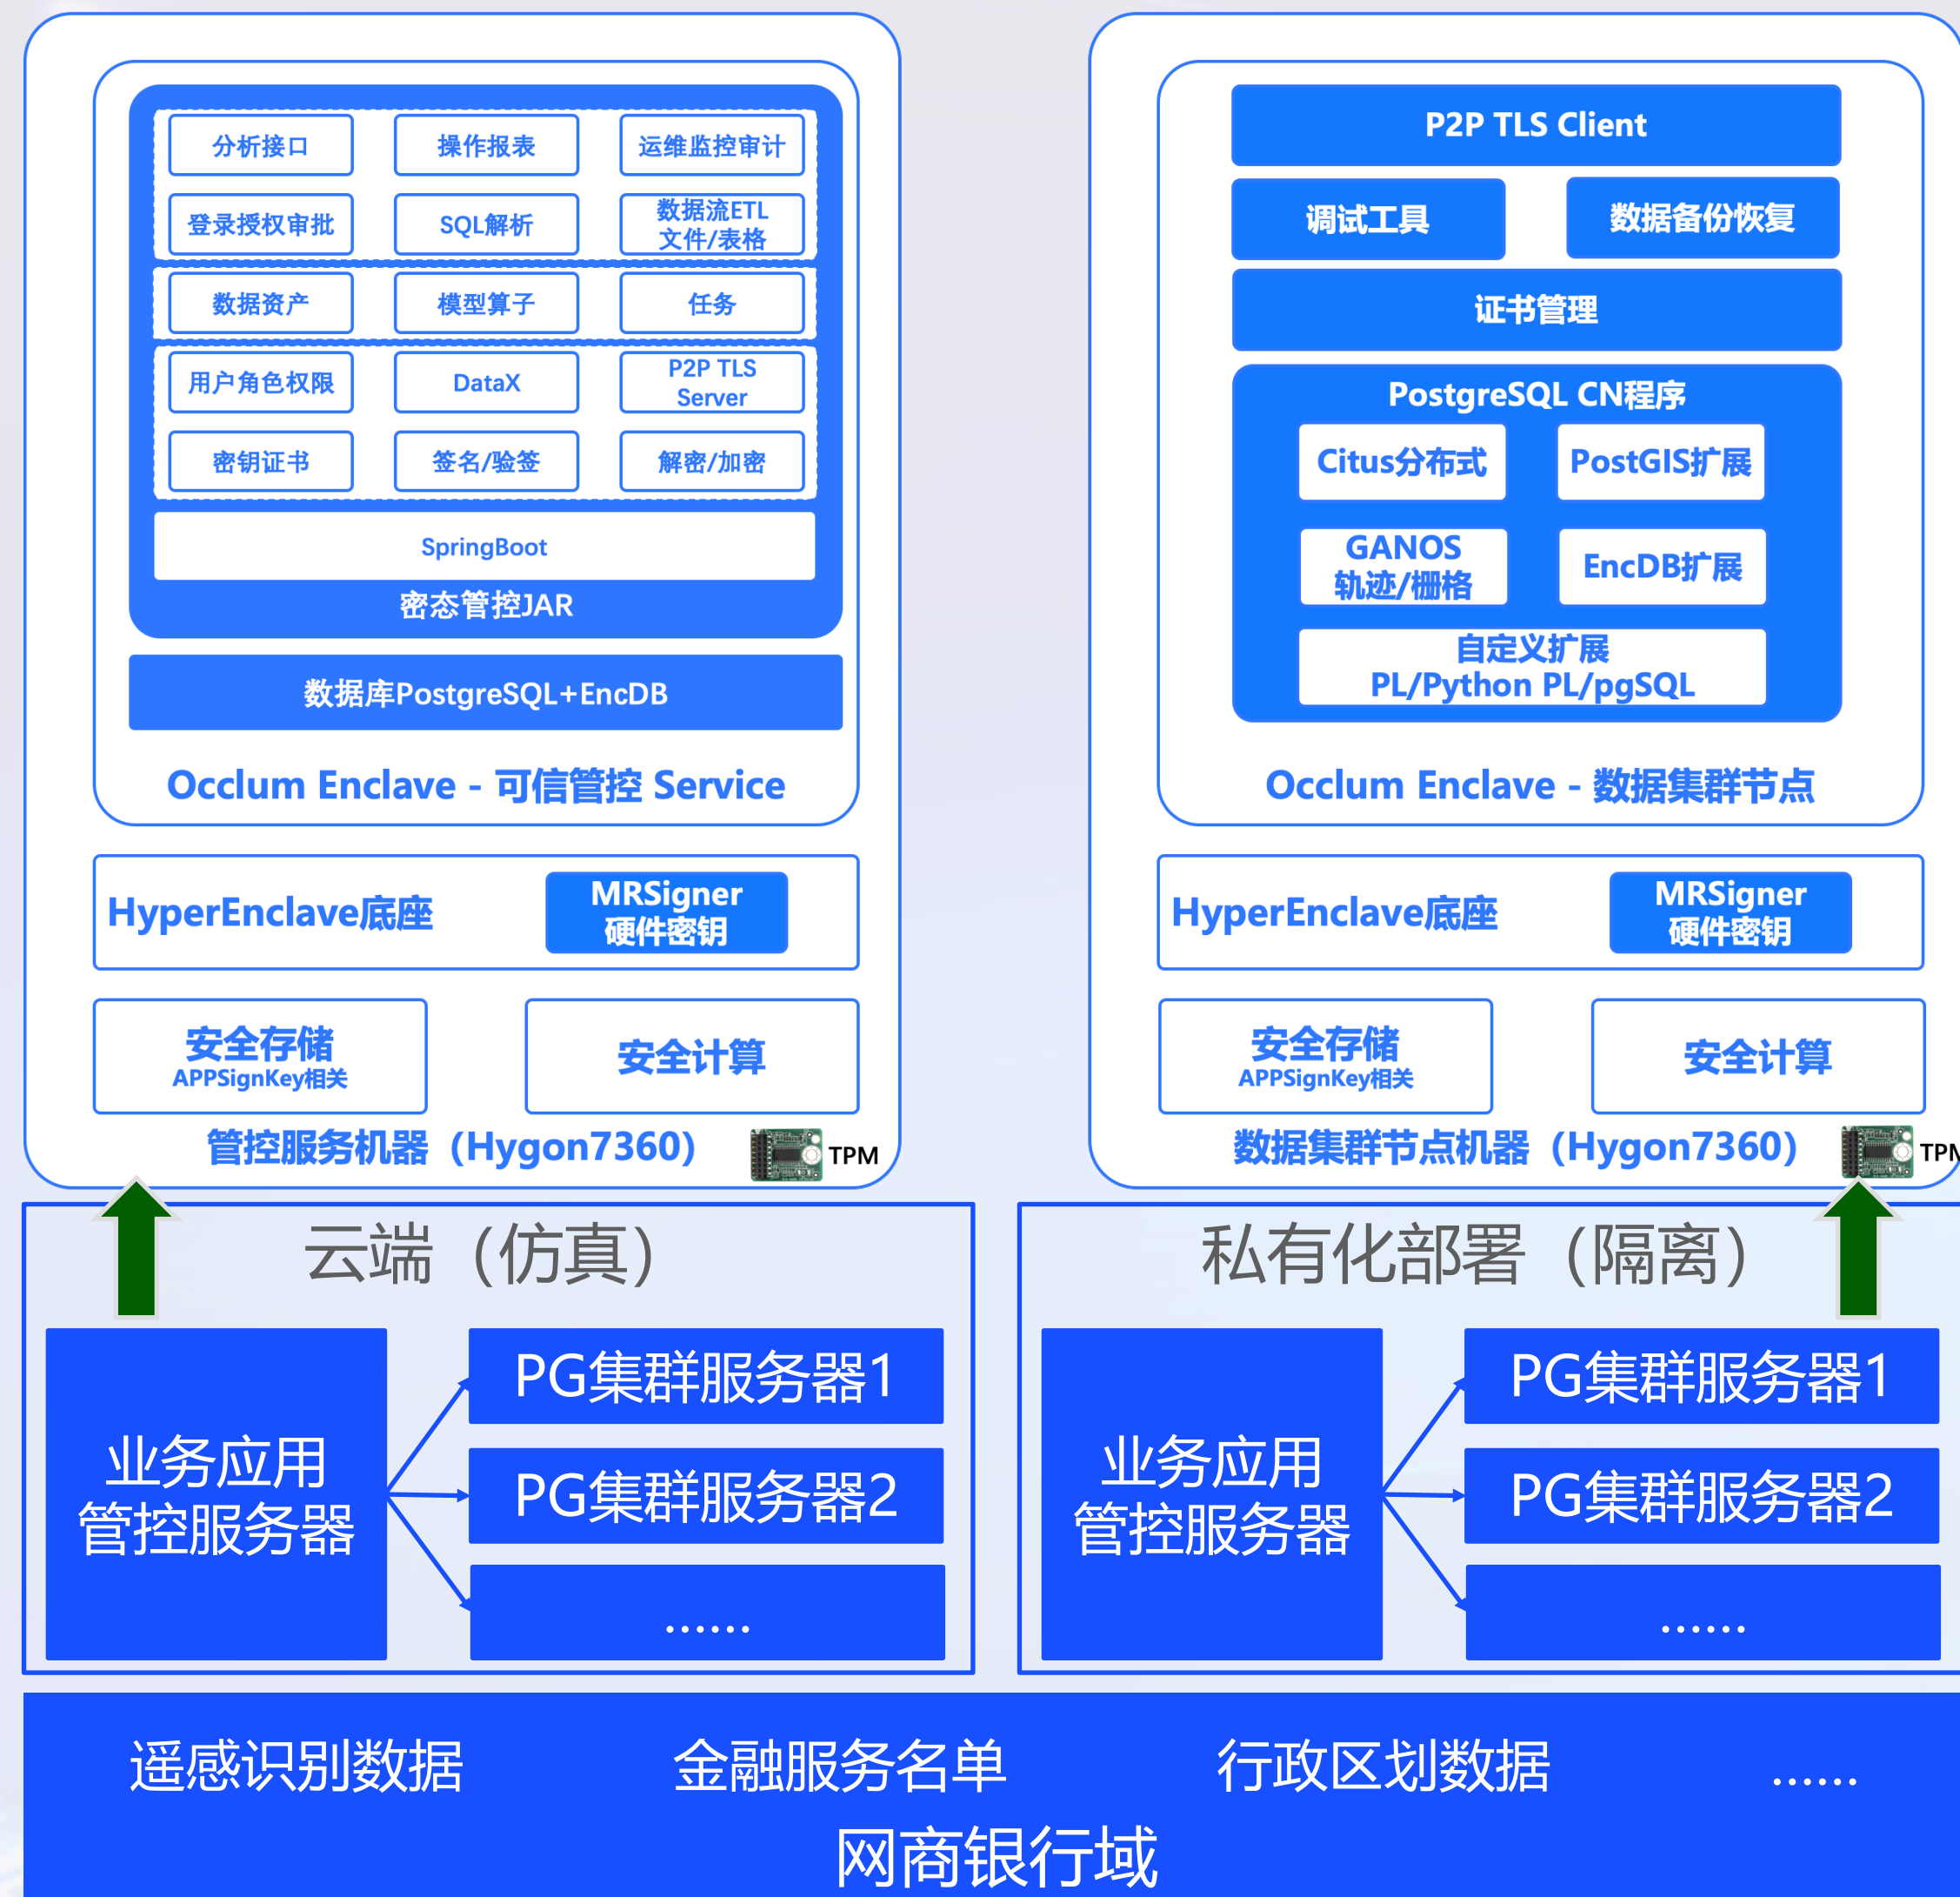 分析接口
操作报表
运维监控审计
登录授权审批
SQL解析
数据流ETL
文件/表格
数据资产
模型算子
任务
用户角色权限
DataX
P2P TLS
Server
密钥证书
签名/验签
解密/加密
SpringBoot
密态管控JAR
数据库PostgreSQL+EncDB
Occlum Enclave - 可信管控 Service
HyperEnclave底座
MRSigner
硬件密钥
安全存储
APPSignKey相关
安全计算
管控服务机器（Hygon7360）
TPM
P2P TLS Client
调试工具
数据备份恢复
证书管理
PostgreSQL CN程序
Citus分布式
PostGIS扩展
GANOS
轨迹/栅格
EncDB扩展
自定义扩展
PL/Python PL/pgSQL
Occlum Enclave - 数据集群节点
HyperEnclave底座
MRSigner
硬件密钥
安全存储
APPSignKey相关
安全计算
数据集群节点机器（Hygon7360）
TPM
云端（仿真）
业务应用
管控服务器
PG集群服务器1
PG集群服务器2
……
私有化部署（隔离）
业务应用
管控服务器
PG集群服务器1
PG集群服务器2
……
遥感识别数据
金融服务名单
行政区划数据
……
网商银行域